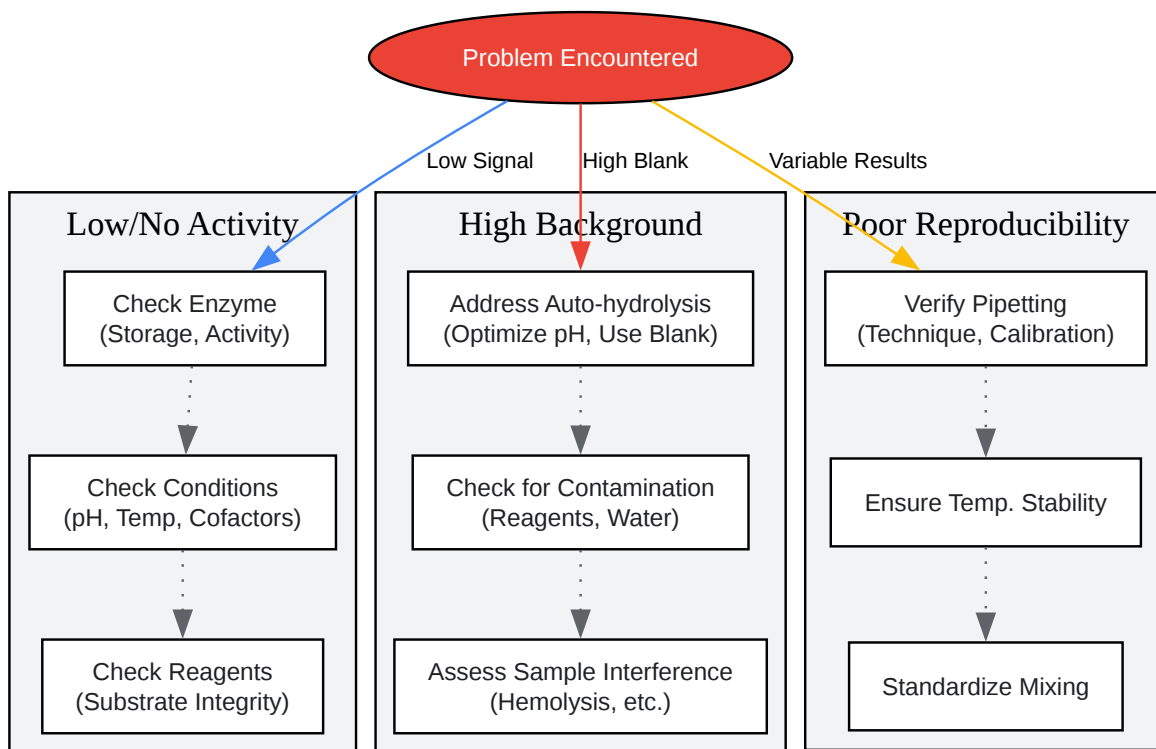 Problem Encountered
Low Signal
High Blank
Variable Results
Low/No Activity
Check Enzyme
(Storage, Activity)
Check Conditions
(pH, Temp, Cofactors)
Check Reagents
(Substrate Integrity)
High Background
Address Auto-hydrolysis
(Optimize pH, Use Blank)
Check for Contamination
(Reagents, Water)
Assess Sample Interference
(Hemolysis, etc.)
Poor Reproducibility
Verify Pipetting
(Technique, Calibration)
Ensure Temp. Stability
Standardize Mixing